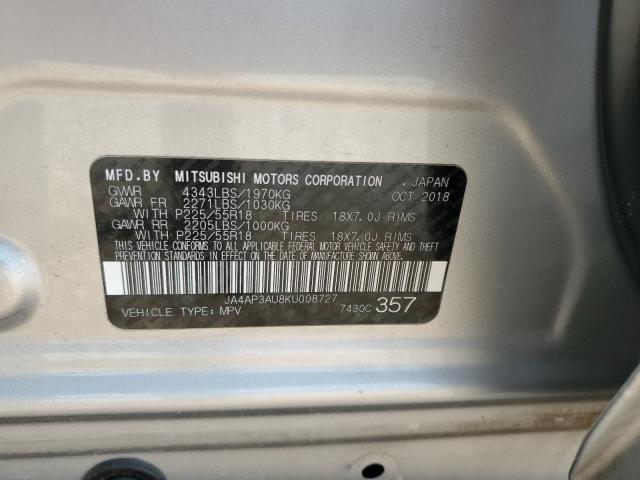 MFD.BY MITSUBISHI MOTORS CORPORATION , JAPAN
GVWR 4343LBS/1970KG OCT 2018
GAWR FR 2271LBS/1030KG
WITH P225/55R18 TIRES 18X7.0J RIMS
GAWR RR 2205LBS/1000KG
WITH P225/55R18 TIRES 18X7.0J RIMS
THIS VEHICLE CONFORMS TO ALL APPLICABLE FEDERAL MOTOR VEHICLE SAFETY AND THEFT
PREVENTION STANDARDS IN EFFECT ON THE DATE OF MANUFACTURE SHOWN ABOVE.
JA4AP3AU8KU008727
VEHICLE TYPE: MPV 7430C 357